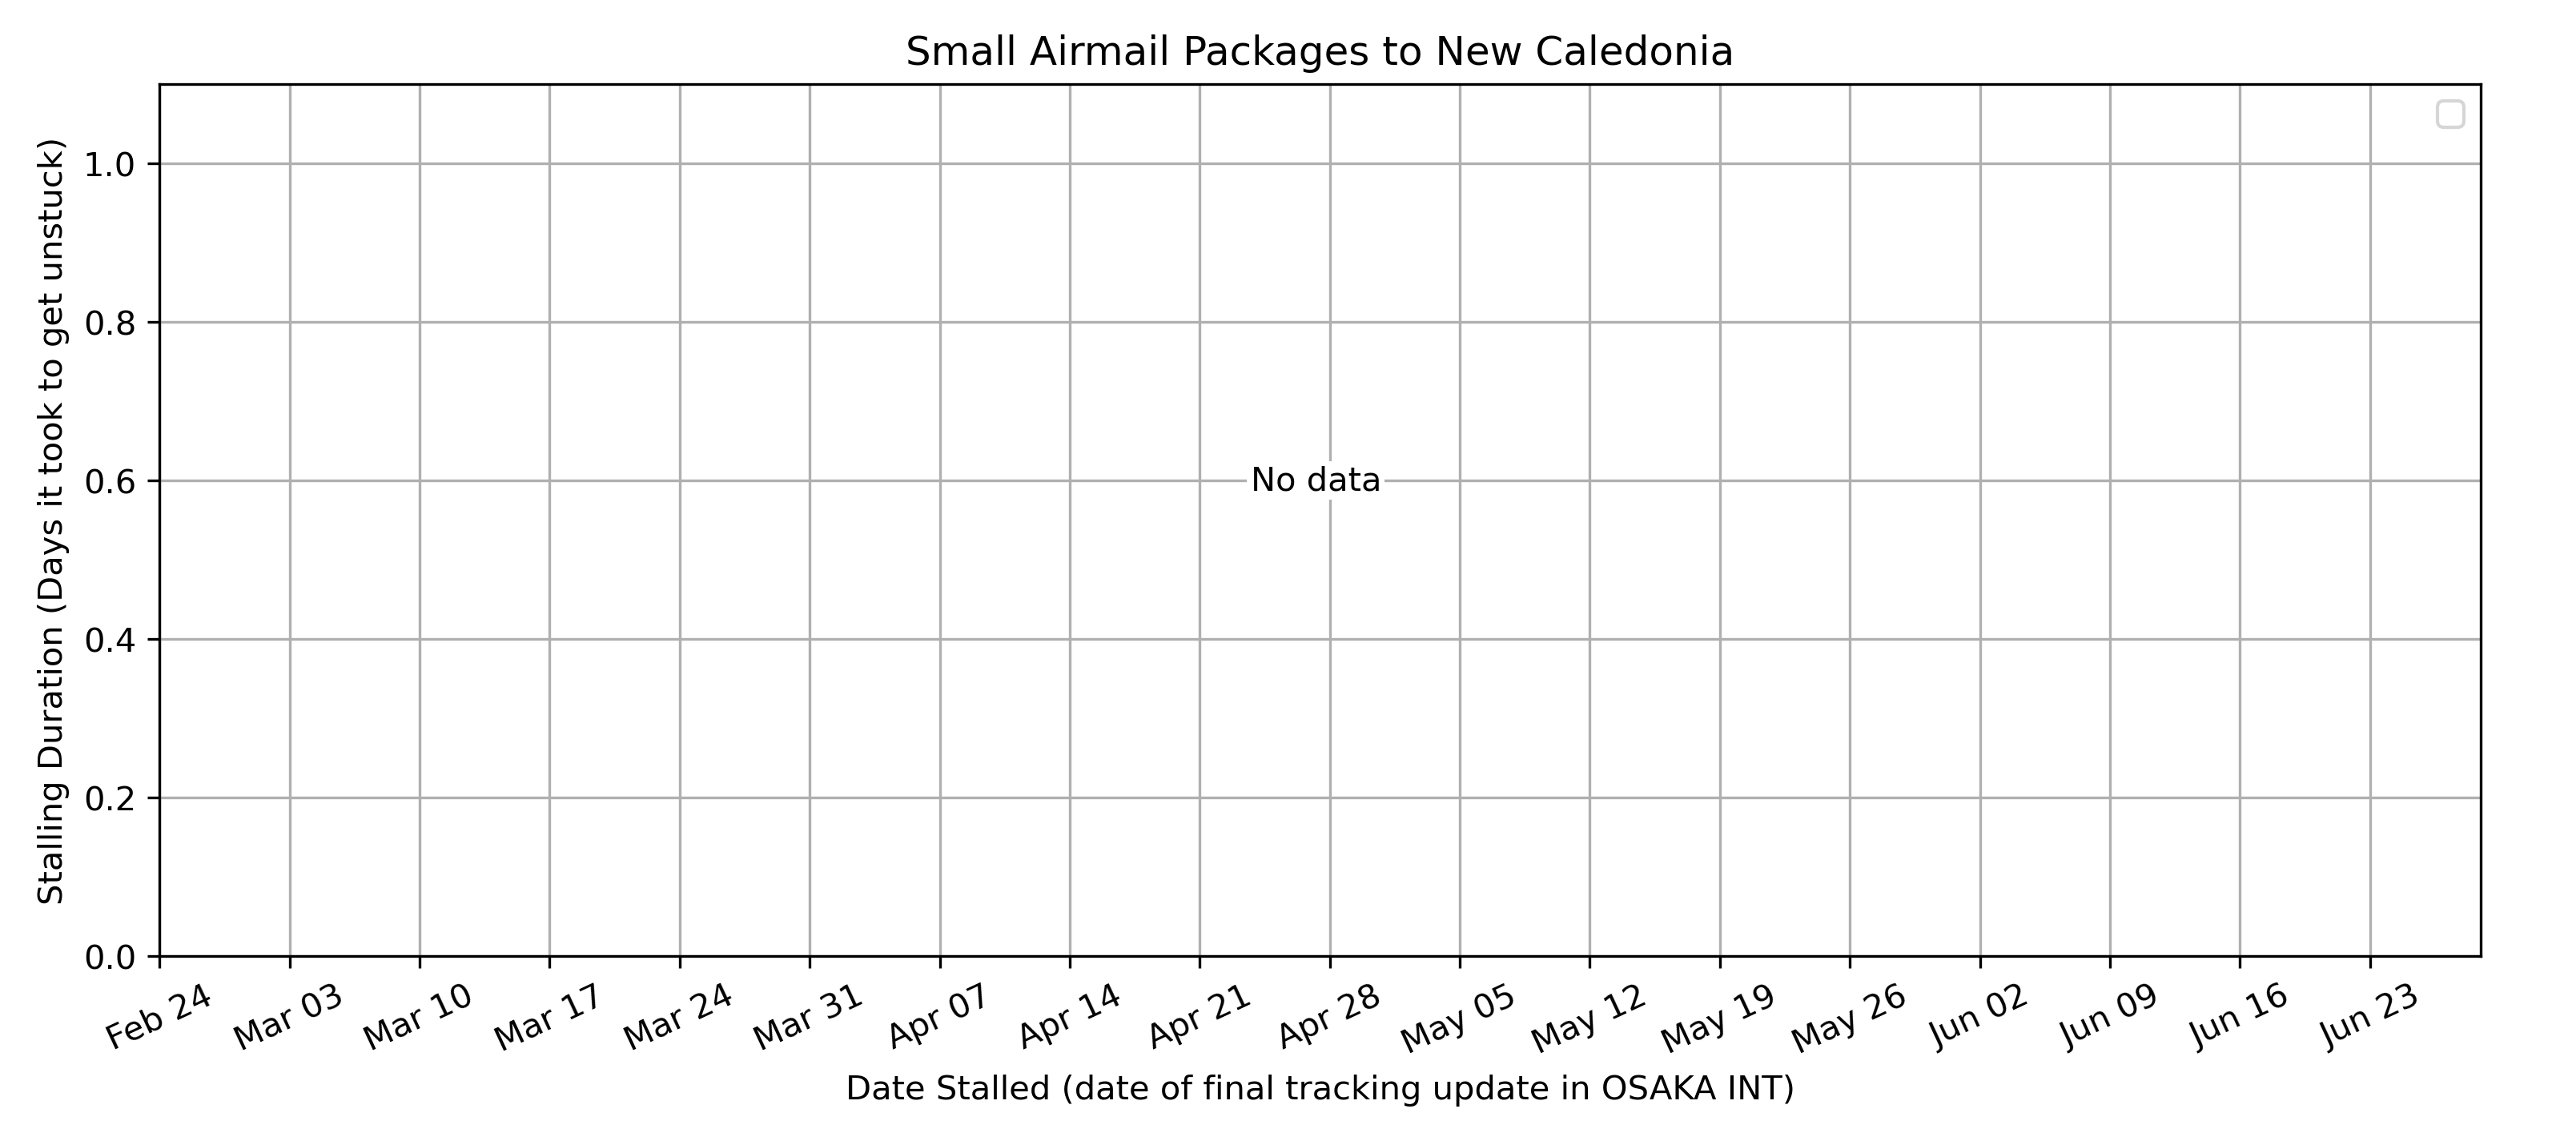 Small Airmail Packages to New Caledonia
Stalling Duration (Days it took to get unstuck)
1.0
0.8
0.6
0.4
0.2
0.0
No data
Feb 24
Mar 03
Mar 10
Mar 17
Mar 24
Mar 31
Apr 07
Apr 14
Apr 21
Apr 28
May 05
May 12
May 19
May 26
Jun 02
Jun 09
Jun 16
Jun 23
Date Stalled (date of final tracking update in OSAKA INT)